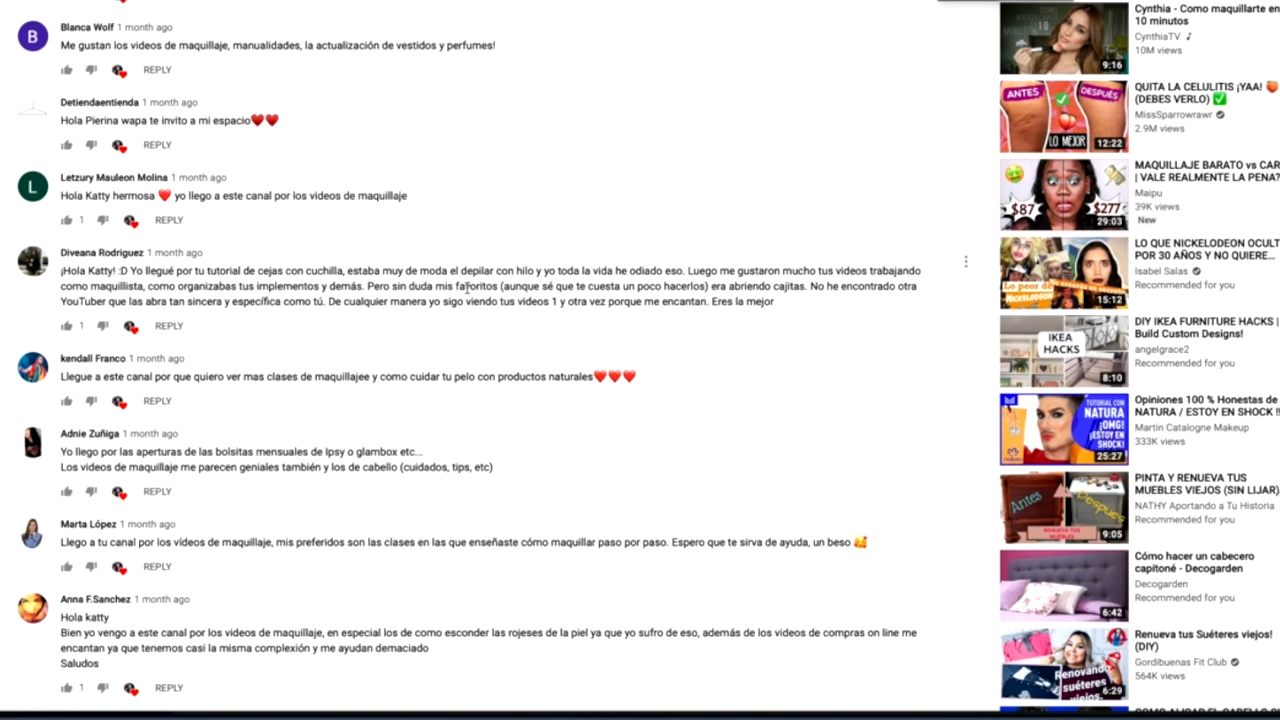 Blanca Wolf 1 month ago
Me gustan los videos de maquillaje, manualidades, la actualización de vestidos y perfumes!
REPLY
Detiendaentienda 1 month ago
Hola Pierina wapa te invito a mi espacio❤️❤️
REPLY
Letzury Mauleon Molina 1 month ago
Hola Katty hermosa ❤️ yo llego a este canal por los videos de maquillaje
1 REPLY
Diveana Rodriguez 1 month ago
¡Hola Katty! :D Yo llegué por tu tutorial de cejas con cuchilla, estaba muy de moda el depilar con hilo y yo toda la vida he odiado eso. Luego me gustaron mucho tus videos trabajando
como maquillista, como organizabas tus implementos y demás. Pero sin duda mis favoritos (aunque sé que te cuesta un poco hacerlos) era abriendo cajitas. No he encontrado otra
YouTuber que las abra tan sincera y específica como tú. De cualquier manera yo sigo viendo tus videos 1 y otra vez porque me encantan. Eres la mejor
1 REPLY
kendall Franco 1 month ago
Llegue a este canal por que quiero ver mas clases de maquillajee y como cuidar tu pelo con productos naturales❤️❤️❤️
REPLY
Adnie Zuñiga 1 month ago
Yo llego por las aperturas de las bolsitas mensuales de Ipsy o glambox etc...
Los videos de maquillaje me parecen geniales también y los de cabello (cuidados, tips, etc)
REPLY
Marta López 1 month ago
Llego a tu canal por los vídeos de maquillaje, mis preferidos son las clases en las que enseñaste cómo maquillar paso por paso. Espero que te sirva de ayuda, un beso 🥰
REPLY
Anna F.Sanchez 1 month ago
Hola katty
Bien yo vengo a este canal por los videos de maquillaje, en especial los de como esconder las rojeses de la piel ya que yo sufro de eso, además de los videos de compras on line me
encantan ya que tenemos casi la misma complexión y me ayudan demaciado
Saludos
1 REPLY
B
L
Cynthia - Como maquillarte en
10 minutos
CynthiaTV ♪
10M views
9:16
ANTES
DESPUÉS
LO MEJOR
12:22
QUITA LA CELULITIS ¡YAA! 🍑
(DEBES VERLO) ✅
MissSparrowrawr
2.9M views
$87
$277
29:03
MAQUILLAJE BARATO vs CAR
| VALE REALMENTE LA PENA?
Maipu
39K views
New
Lo peor de
NICKELODEON
15:12
LO QUE NICKELODEON OCULT
POR 30 AÑOS Y NO QUIERE...
Isabel Salas
Recommended for you
IKEA
HACKS
8:10
DIY IKEA FURNITURE HACKS |
Build Custom Designs!
angelgrace2
Recommended for you
TUTORIAL CON
NATURA
¡OMG!
¡ESTOY EN
SHOCK!
25:27
Opiniones 100 % Honestas de
NATURA / ESTOY EN SHOCK !!
Martin Catalogne Makeup
333K views
Antes
Después
RENUEVA TUS
MUEBLES
9:05
PINTA Y RENUEVA TUS
MUEBLES VIEJOS (SIN LIJAR)
NATHY Aportando a Tu Historia
Recommended for you
6:42
Cómo hacer un cabecero
capitoné - Decogarden
Decogarden
Recommended for you
Renovando
suéteres
viejos.
6:29
Renueva tus Suéteres viejos!
(DIY)
Gordibuenas Fit Club
564K views